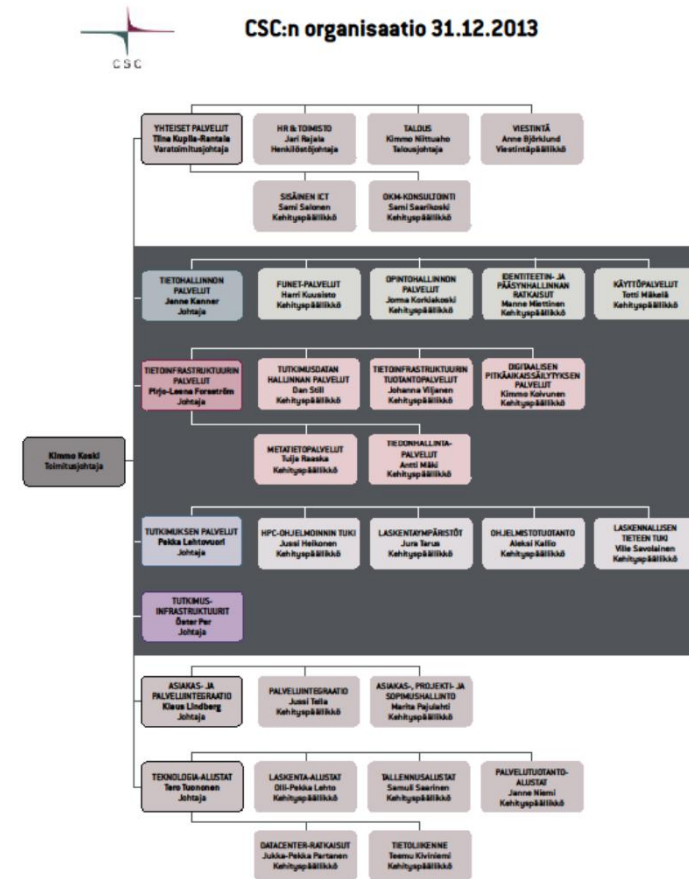 CSC
CSC:n organisaatio 31.12.2013
YHTEISET PALVELUT
Tiina Kupila-Rantala
Varatoimitusjohtaja
HR & TOIMISTO
Jari Rajala
Henkilöstöjohtaja
TALOUS
Kimmo Niittuaho
Talousjohtaja
VIESTINTÄ
Anne Björklund
Viestintäpäällikkö
SISÄINEN ICT
Sami Salonen
Kehityspäällikkö
OKM-KONSULTOINTI
Sami Saarikoski
Kehityspäällikkö
TIETOHALLINNON
PALVELUT
Janne Kanner
Johtaja
FUNET-PALVELUT
Harri Kuusisto
Kehityspäällikkö
OPINTOHALLINNON
PALVELUT
Jorma Korkiakoski
Kehityspäällikkö
IDENTITEETIN- JA
PÄÄSYNHALLINNAN
RATKAISUT
Manne Miettinen
Kehityspäällikkö
KÄYTTÖPALVELUT
Totti Mäkelä
Kehityspäällikkö
TIETOINFRASTRUKTUURIN
PALVELUT
Pirjo-Leena Forsström
Johtaja
TUTKIMUSDATAN
HALLINNAN PALVELUT
Dan Still
Kehityspäällikkö
TIETOINFRASTRUKTUURIN
TUOTANTOPALVELUT
Johanna Viljanen
Kehityspäällikkö
DIGITAALISEN
PITKÄAIKAISSÄILYTYKSEN
PALVELUT
Kimmo Koivunen
Kehityspäällikkö
METATIETOPALVELUT
Tuija Raaska
Kehityspäällikkö
TIEDONHALLINTA-
PALVELUT
Antti Mäki
Kehityspäällikkö
Kimmo Koski
Toimitusjohtaja
TUTKIMUKSEN PALVELUT
Pekka Lehtovuori
Johtaja
HPC-OHJELMOINNIN TUKI
Jussi Heikonen
Kehityspäällikkö
LASKENTAYMPÄRISTÖT
Jura Tarus
Kehityspäällikkö
OHJELMISTOTUOTANTO
Aleksi Kallio
Kehityspäällikkö
LASKENNALLISEN
TIETEEN TUKI
Ville Savolainen
Kehityspäällikkö
TUTKIMUS-
INFRASTRUKTUURIT
Öster Per
Johtaja
ASIAKAS- JA
PALVELUINTEGRAATIO
Klaus Lindberg
Johtaja
PALVELUINTEGRAATIO
Jussi Tella
Kehityspäällikkö
ASIAKAS-, PROJEKTI- JA
SOPIMUSHALLINTO
Marita Pajulahti
Kehityspäällikkö
TEKNOLOGIA-ALUSTAT
Tero Tuononen
Johtaja
LASKENTA-ALUSTAT
Olli-Pekka Lehto
Kehityspäällikkö
TALLENNUSALUSTAT
Samuli Saarinen
Kehityspäällikkö
PALVELUTUOTANTO-
ALUSTAT
Janne Niemi
Kehityspäällikkö
DATACENTER-RATKAISUT
Jukka-Pekka Partanen
Kehityspäällikkö
TIETOLIIKENNE
Teemu Kiviniemi
Kehityspäällikkö